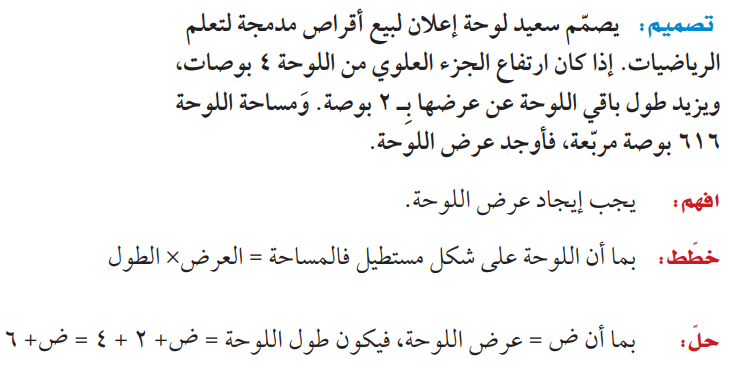 تصميم: يصمّم سعيد لوحة إعلان لبيع أقراص مدمجة لتعلم
الرياضيات. إذا كان ارتفاع الجزء العلوي من اللوحة ٤ بوصات،
ويزيد طول باقي اللوحة عن عرضها بِـ ٢ بوصة. وَمساحة اللوحة
٦١٦ بوصة مربّعة، فأوجد عرض اللوحة.
افهم: يجب إيجاد عرض اللوحة.
خطّط: بما أن اللوحة على شكل مستطيل فالمساحة = العرض× الطول
حلّ: بما أن ض = عرض اللوحة، فيكون طول اللوحة = ض+ ٢ + ٤ = ض+ ٦